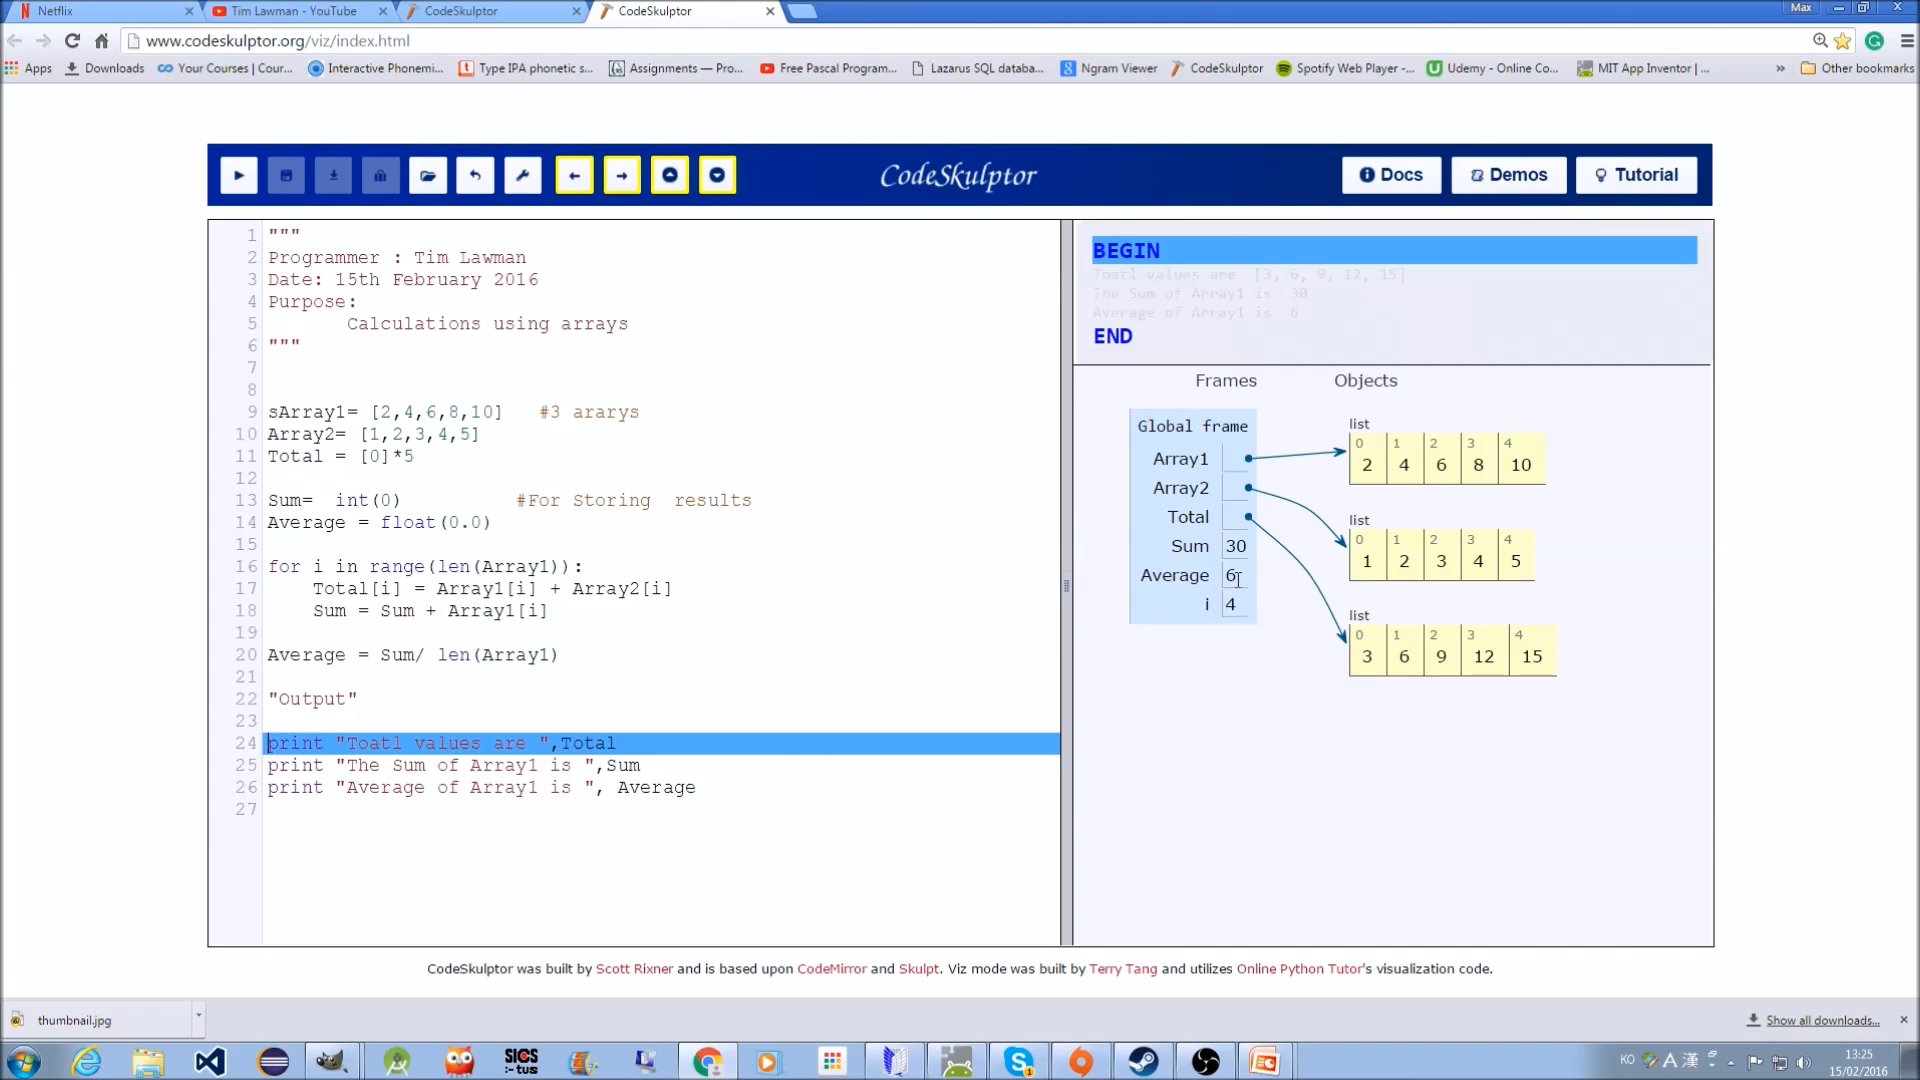 Netflix
Tim Lawman - YouTube
CodeSkulptor
CodeSkulptor
Max
www.codeskulptor.org/viz/index.html
Apps
Downloads
Your Courses | Cour...
Interactive Phonemi...
Type IPA phonetic s...
Assignments — Pro...
Free Pascal Program...
Lazarus SQL databa...
Ngram Viewer
CodeSkulptor
Spotify Web Player -...
Udemy - Online Co...
MIT App Inventor | ...
»
Other bookmarks
CodeSkulptor
Docs
Demos
Tutorial
1 """
2 Programmer : Tim Lawman
3 Date: 15th February 2016
4 Purpose:
5 Calculations using arrays
6 """
7
8
9 sArray1= [2,4,6,8,10] #3 ararys
10 Array2= [1,2,3,4,5]
11 Total = [0]*5
12
13 Sum= int(0) #For Storing results
14 Average = float(0.0)
15
16 for i in range(len(Array1)):
17 Total[i] = Array1[i] + Array2[i]
18 Sum = Sum + Array1[i]
19
20 Average = Sum/ len(Array1)
21
22 "Output"
23
24 print "Toatl values are ",Total
25 print "The Sum of Array1 is ",Sum
26 print "Average of Array1 is ", Average
27
BEGIN
Toatl values are [3, 6, 9, 12, 15]
The Sum of Array1 is 30
Average of Array1 is 6
END
Frames Objects
Global frame
Array1
Array2
Total
Sum 30
Average 6
i 4
list
0 1 2 3 4
2 4 6 8 10
list
0 1 2 3 4
1 2 3 4 5
list
0 1 2 3 4
3 6 9 12 15
CodeSkulptor was built by Scott Rixner and is based upon CodeMirror and Skulpt. Viz mode was built by Terry Tang and utilizes Online Python Tutor's visualization code.
thumbnail.jpg
Show all downloads...
SICS
:-tus
KO
A 漢
13:25
15/02/2016